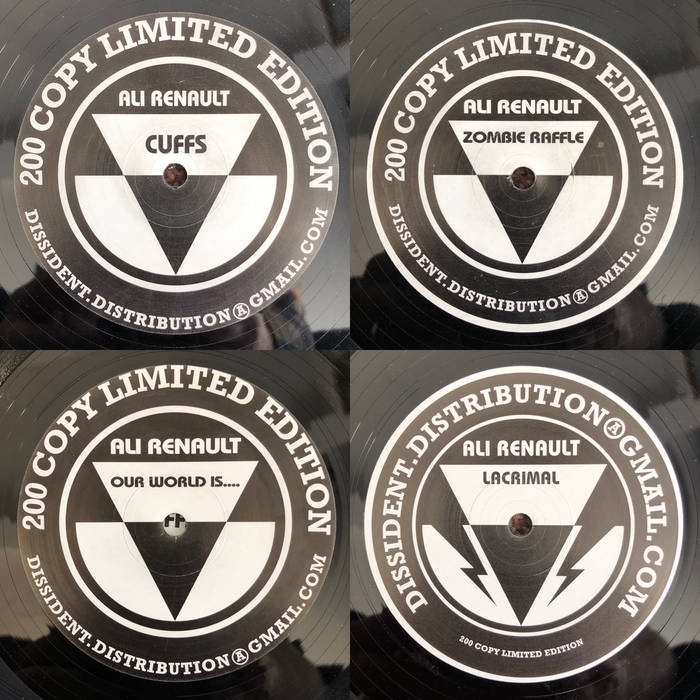 200 COPY LIMITED EDITION
ALI RENAULT
CUFFS
DISSIDENT.DISTRIBUTION@GMAIL.COM
200 COPY LIMITED EDITION
ALI RENAULT
ZOMBIE RAFFLE
DISSIDENT.DISTRIBUTION@GMAIL.COM
200 COPY LIMITED EDITION
ALI RENAULT
OUR WORLD IS....
DISSIDENT.DISTRIBUTION@GMAIL.COM
DISSIDENT.DISTRIBUTION@GMAIL.COM
ALI RENAULT
LACRIMAL
200 COPY LIMITED EDITION